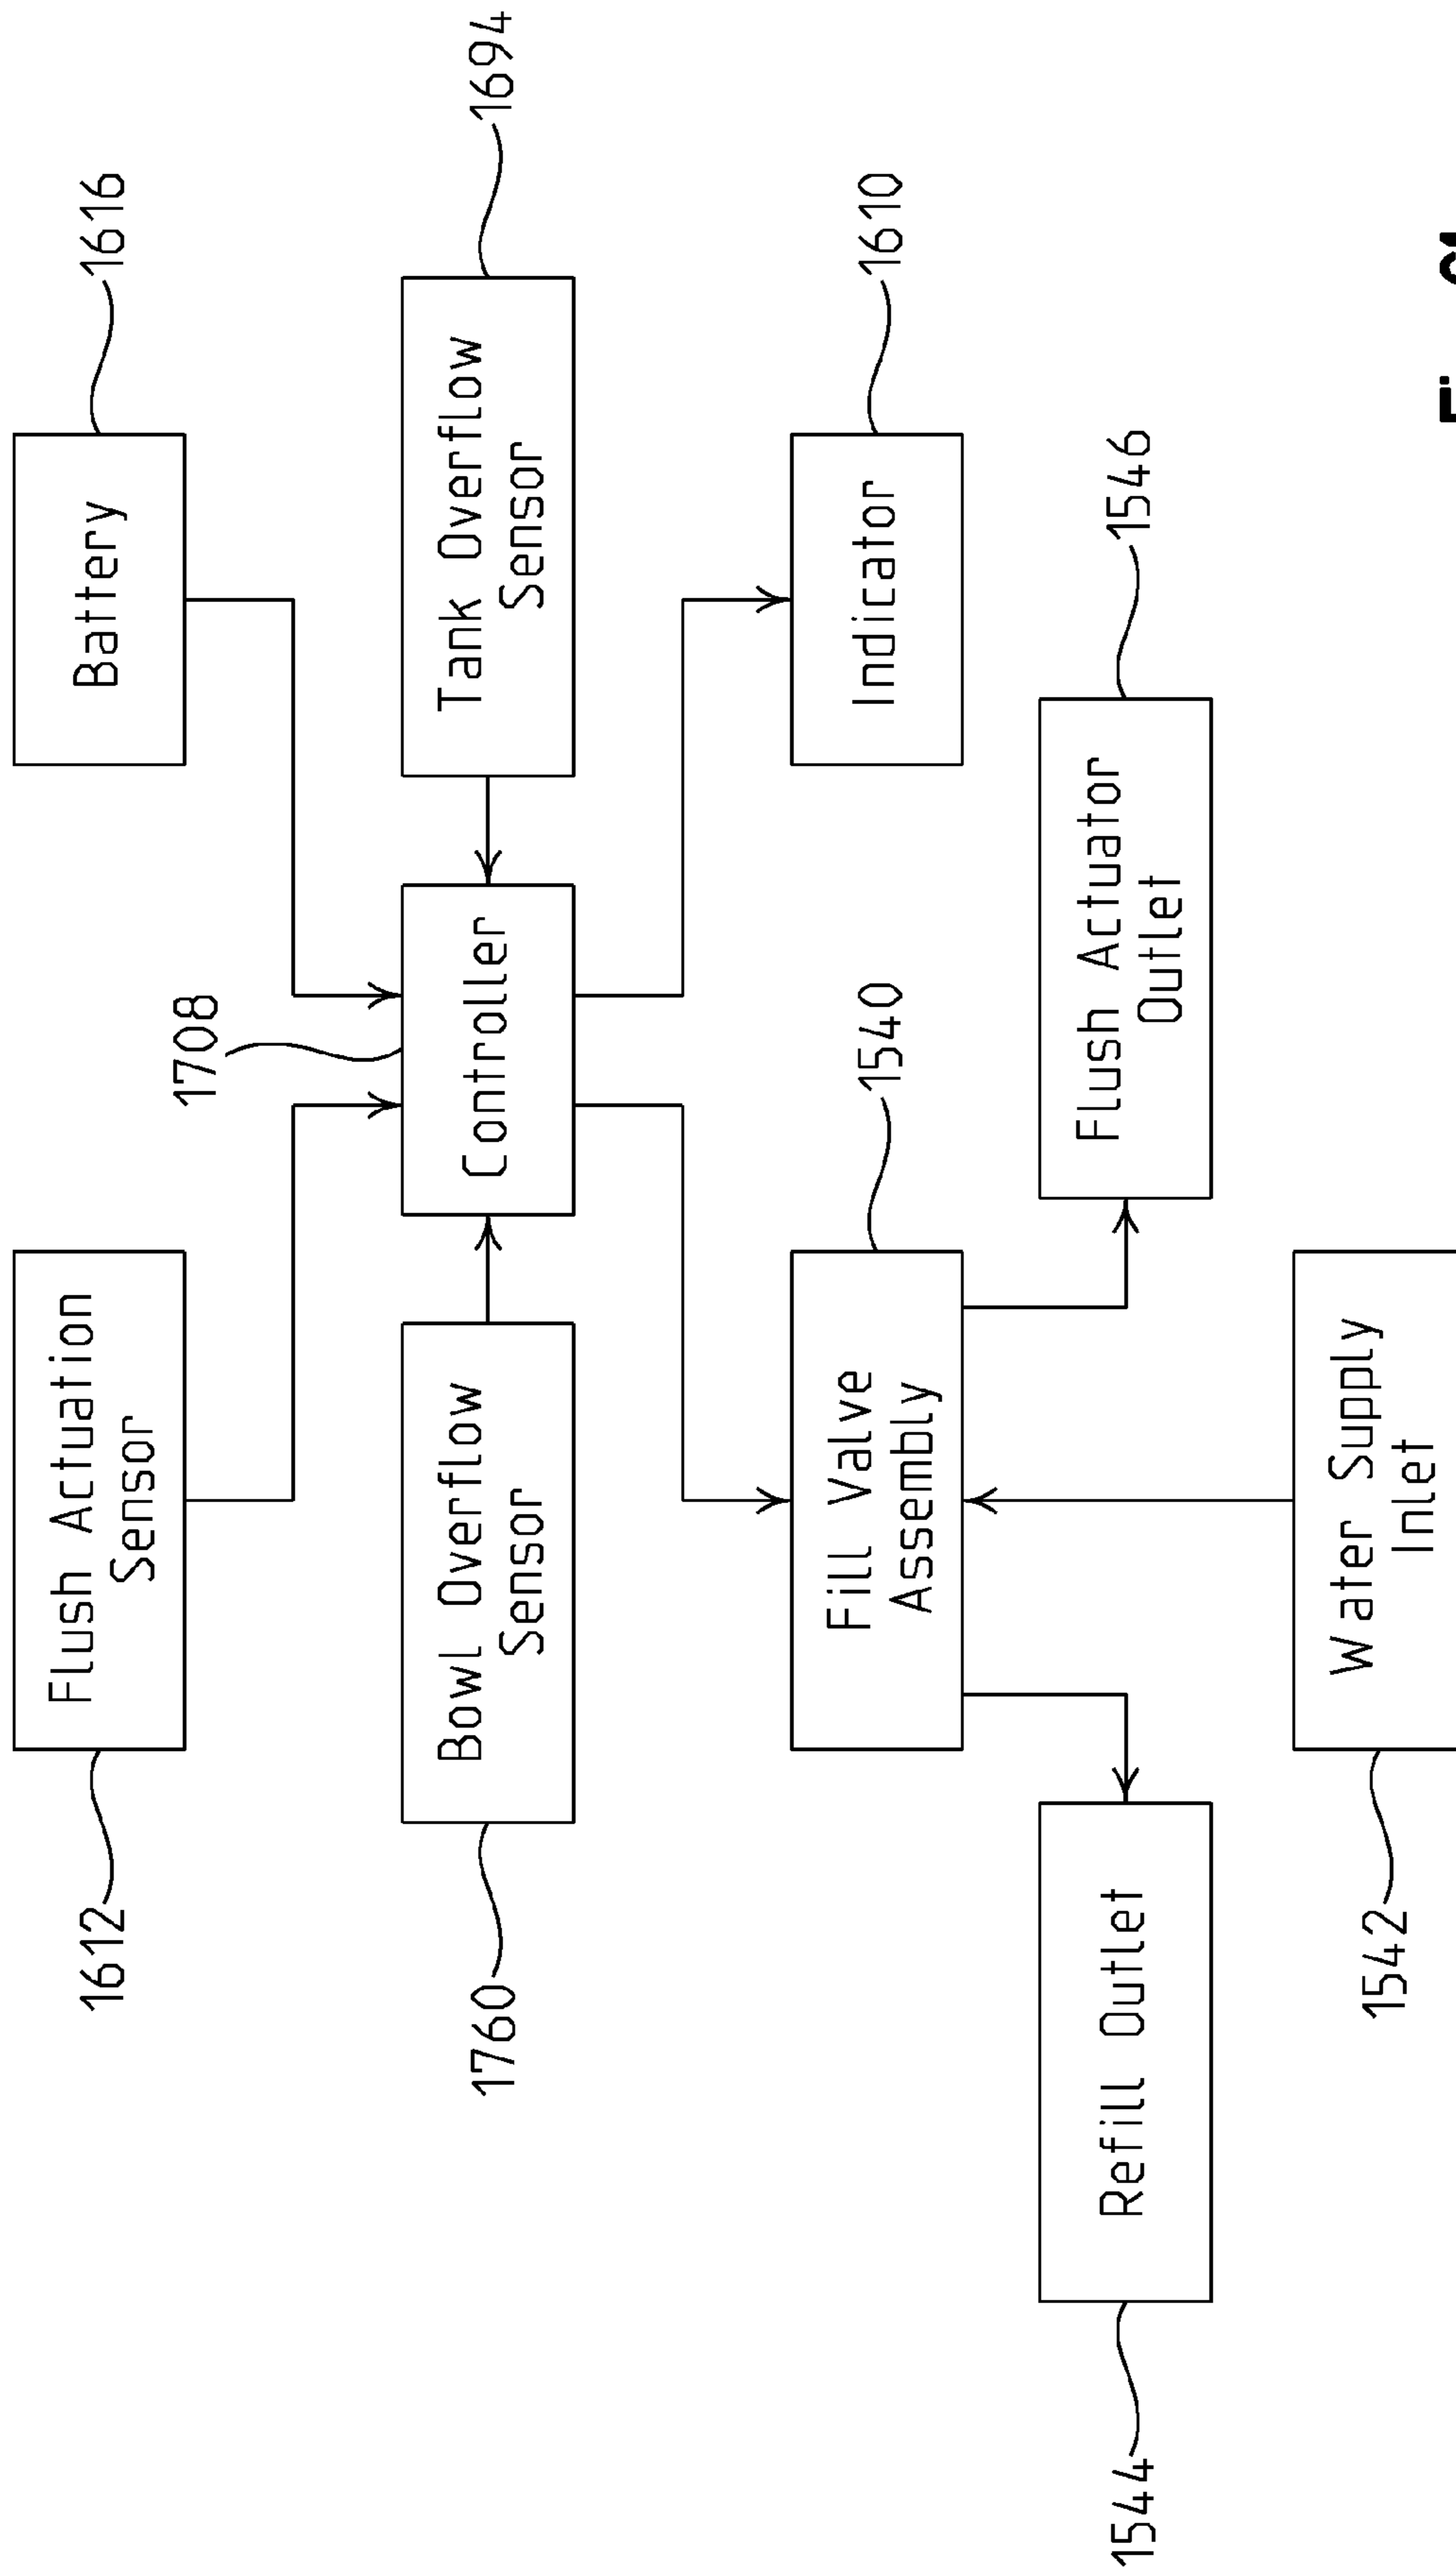 1612
Flush Actuation
Sensor
Battery
1616
1708
1760
Bowl Overflow
Sensor
Controller
Tank Overflow
Sensor
1694
Fill Valve
Assembly
1540
Indicator
1610
1544
Refill Outlet
Flush Actuator
Outlet
1546
1542
Water Supply
Inlet